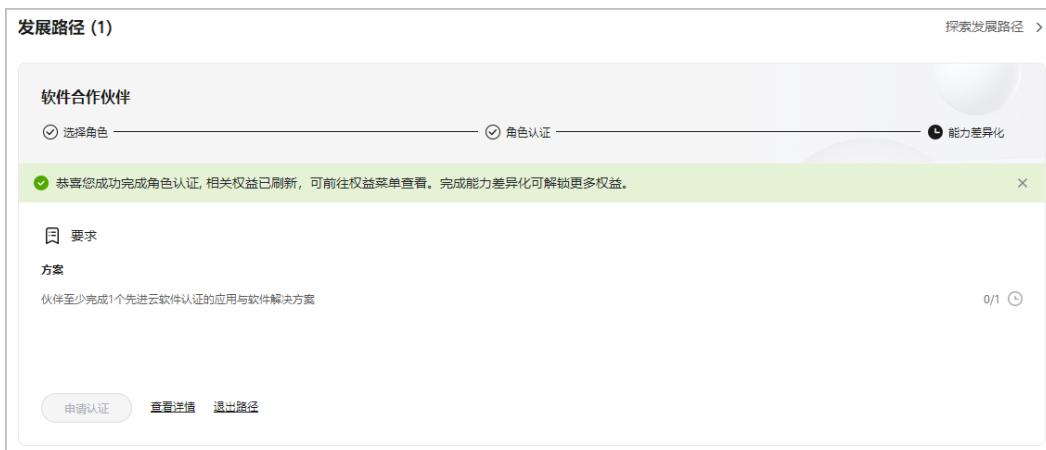 发展路径 (1)
探索发展路径
软件合作伙伴
选择角色
角色认证
能力差异化
恭喜您成功完成角色认证, 相关权益已刷新，可前往权益菜单查看。完成能力差异化可解锁更多权益。
要求
方案
伙伴至少完成1个先进云软件认证的应用与软件解决方案
0/1
申请认证 查看详情 退出路径